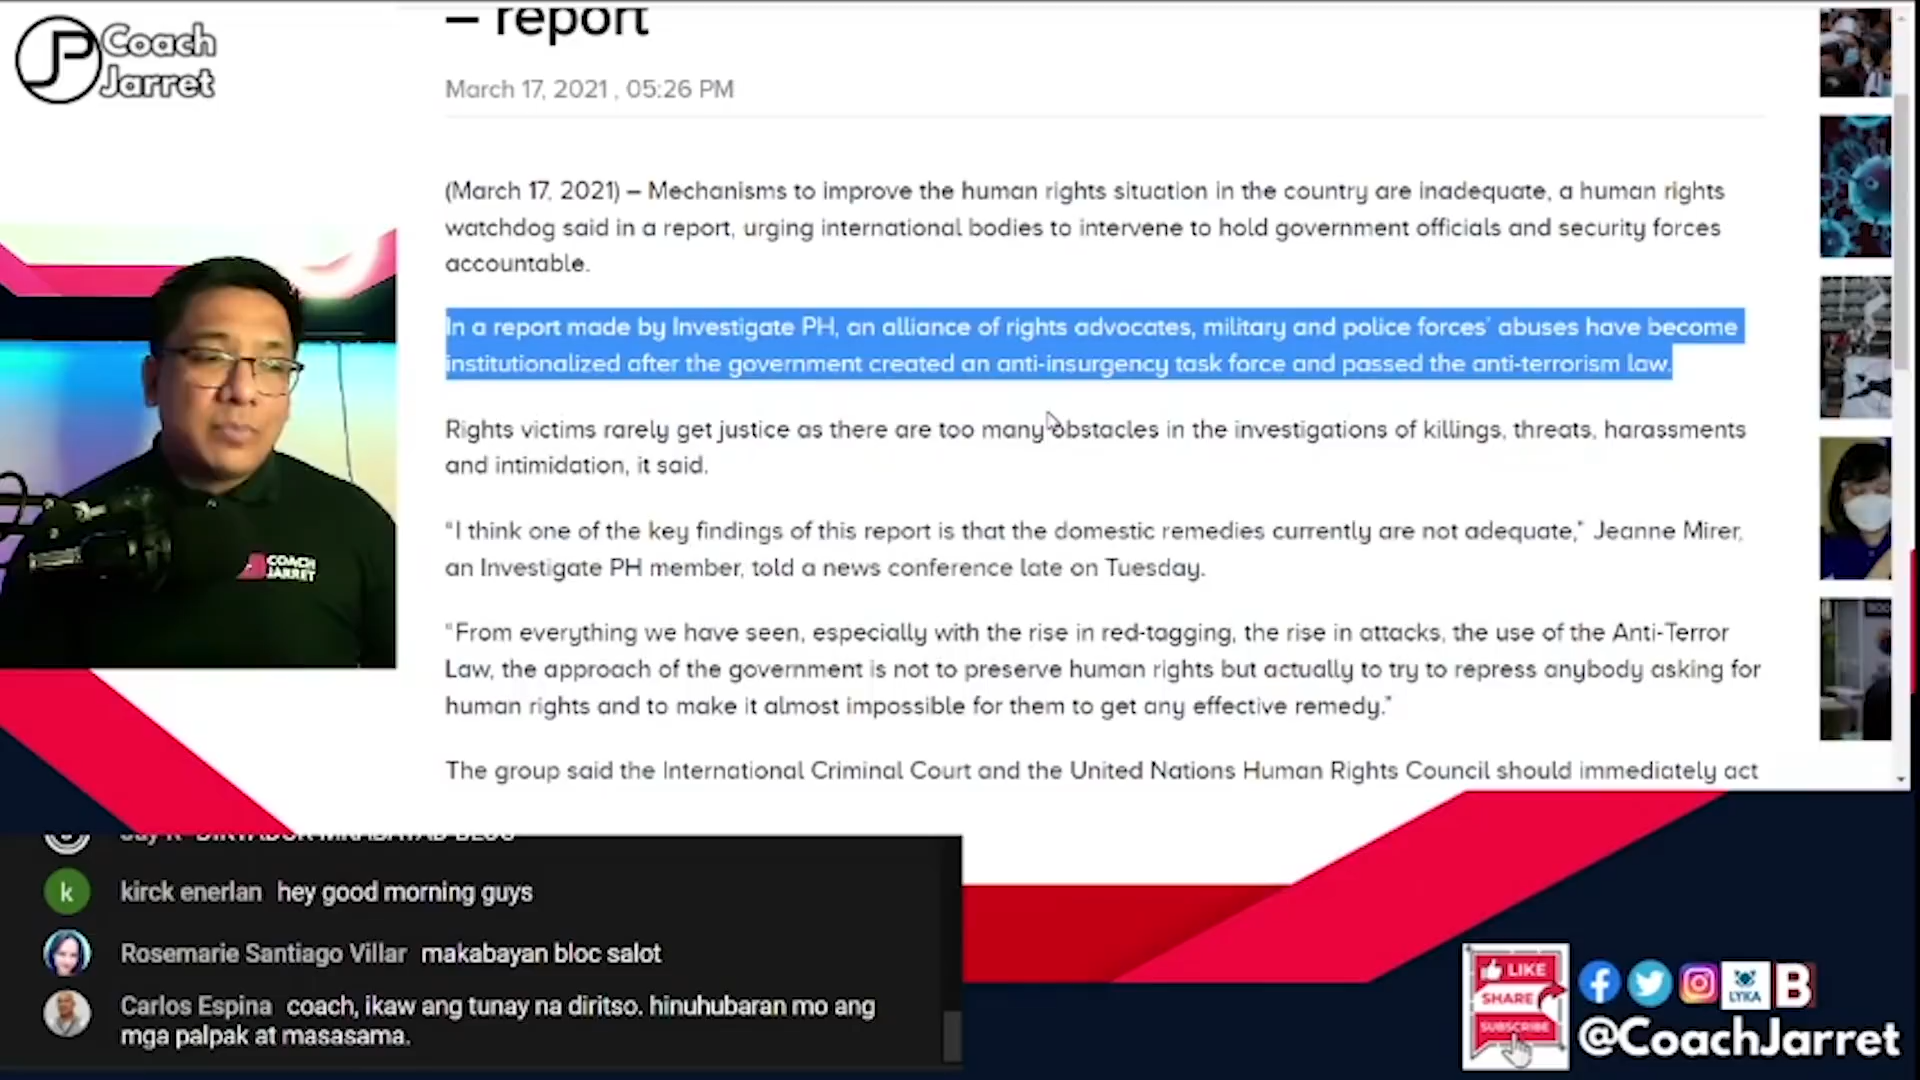 Coach
Jarret
– report
March 17, 2021 , 05:26 PM
(March 17, 2021) – Mechanisms to improve the human rights situation in the country are inadequate, a human rights
watchdog said in a report, urging international bodies to intervene to hold government officials and security forces
accountable.
In a report made by Investigate PH, an alliance of rights advocates, military and police forces' abuses have become
institutionalized after the government created an anti-insurgency task force and passed the anti-terrorism law.
Rights victims rarely get justice as there are too many obstacles in the investigations of killings, threats, harassments
and intimidation, it said.
“I think one of the key findings of this report is that the domestic remedies currently are not adequate,” Jeanne Mirer,
an Investigate PH member, told a news conference late on Tuesday.
“From everything we have seen, especially with the rise in red-tagging, the rise in attacks, the use of the Anti-Terror
Law, the approach of the government is not to preserve human rights but actually to try to repress anybody asking for
human rights and to make it almost impossible for them to get any effective remedy.”
The group said the International Criminal Court and the United Nations Human Rights Council should immediately act
COACH
JARRET
k
kirck enerlan hey good morning guys
Rosemarie Santiago Villar makabayan bloc salot
Carlos Espina coach, ikaw ang tunay na diritso. hinuhubaran mo ang
mga palpak at masasama.
LIKE
SHARE
SUBSCRIBE
LYKA
B
@CoachJarret